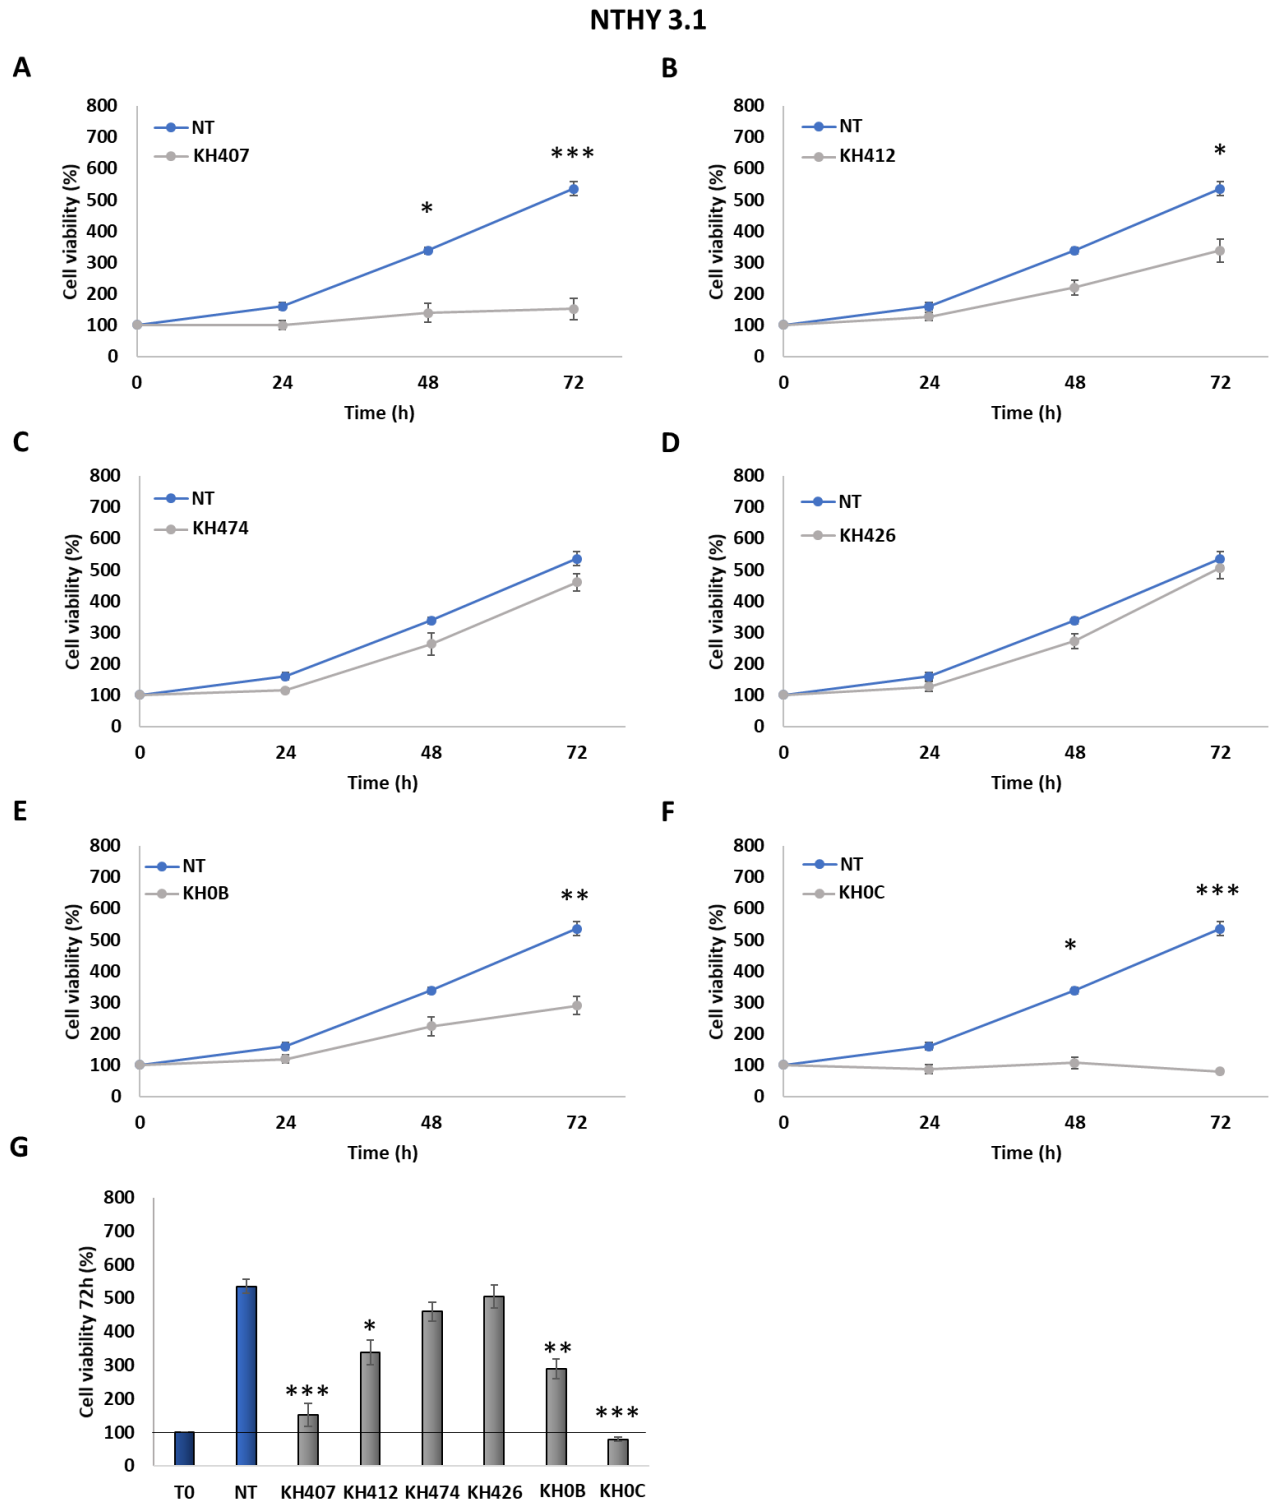 NTHY 3.1
A
800
700
600
500
400
300
200
100
0
Cell viability (%)
NT
KH407
*
***
0 24 48 72
Time (h)
B
800
700
600
500
400
300
200
100
0
Cell viability (%)
NT
KH412
*
0 24 48 72
Time (h)
C
800
700
600
500
400
300
200
100
0
Cell viability (%)
NT
KH474
0 24 48 72
Time (h)
D
800
700
600
500
400
300
200
100
0
Cell viability (%)
NT
KH426
0 24 48 72
Time (h)
E
800
700
600
500
400
300
200
100
0
Cell viability (%)
NT
KH0B
**
0 24 48 72
Time (h)
F
800
700
600
500
400
300
200
100
0
Cell viability (%)
NT
KH0C
*
***
0 24 48 72
Time (h)
G
800
700
600
500
400
300
200
100
0
Cell viability 72h (%)
***
*
**
***
T0 NT KH407 KH412 KH474 KH426 KH0B KH0C